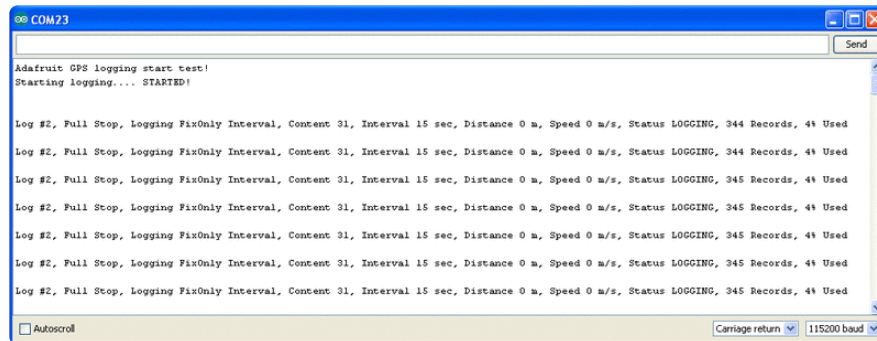 COM23
Send
Adafruit GPS logging start test!
Starting logging.... STARTED!
Log #2, Full Stop, Logging FixOnly Interval, Content 31, Interval 15 sec, Distance 0 m, Speed 0 m/s, Status LOGGING, 344 Records, 4% Used
Log #2, Full Stop, Logging FixOnly Interval, Content 31, Interval 15 sec, Distance 0 m, Speed 0 m/s, Status LOGGING, 344 Records, 4% Used
Log #2, Full Stop, Logging FixOnly Interval, Content 31, Interval 15 sec, Distance 0 m, Speed 0 m/s, Status LOGGING, 345 Records, 4% Used
Log #2, Full Stop, Logging FixOnly Interval, Content 31, Interval 15 sec, Distance 0 m, Speed 0 m/s, Status LOGGING, 345 Records, 4% Used
Log #2, Full Stop, Logging FixOnly Interval, Content 31, Interval 15 sec, Distance 0 m, Speed 0 m/s, Status LOGGING, 345 Records, 4% Used
Log #2, Full Stop, Logging FixOnly Interval, Content 31, Interval 15 sec, Distance 0 m, Speed 0 m/s, Status LOGGING, 345 Records, 4% Used
Log #2, Full Stop, Logging FixOnly Interval, Content 31, Interval 15 sec, Distance 0 m, Speed 0 m/s, Status LOGGING, 345 Records, 4% Used
Autoscroll Carriage return 115200 baud